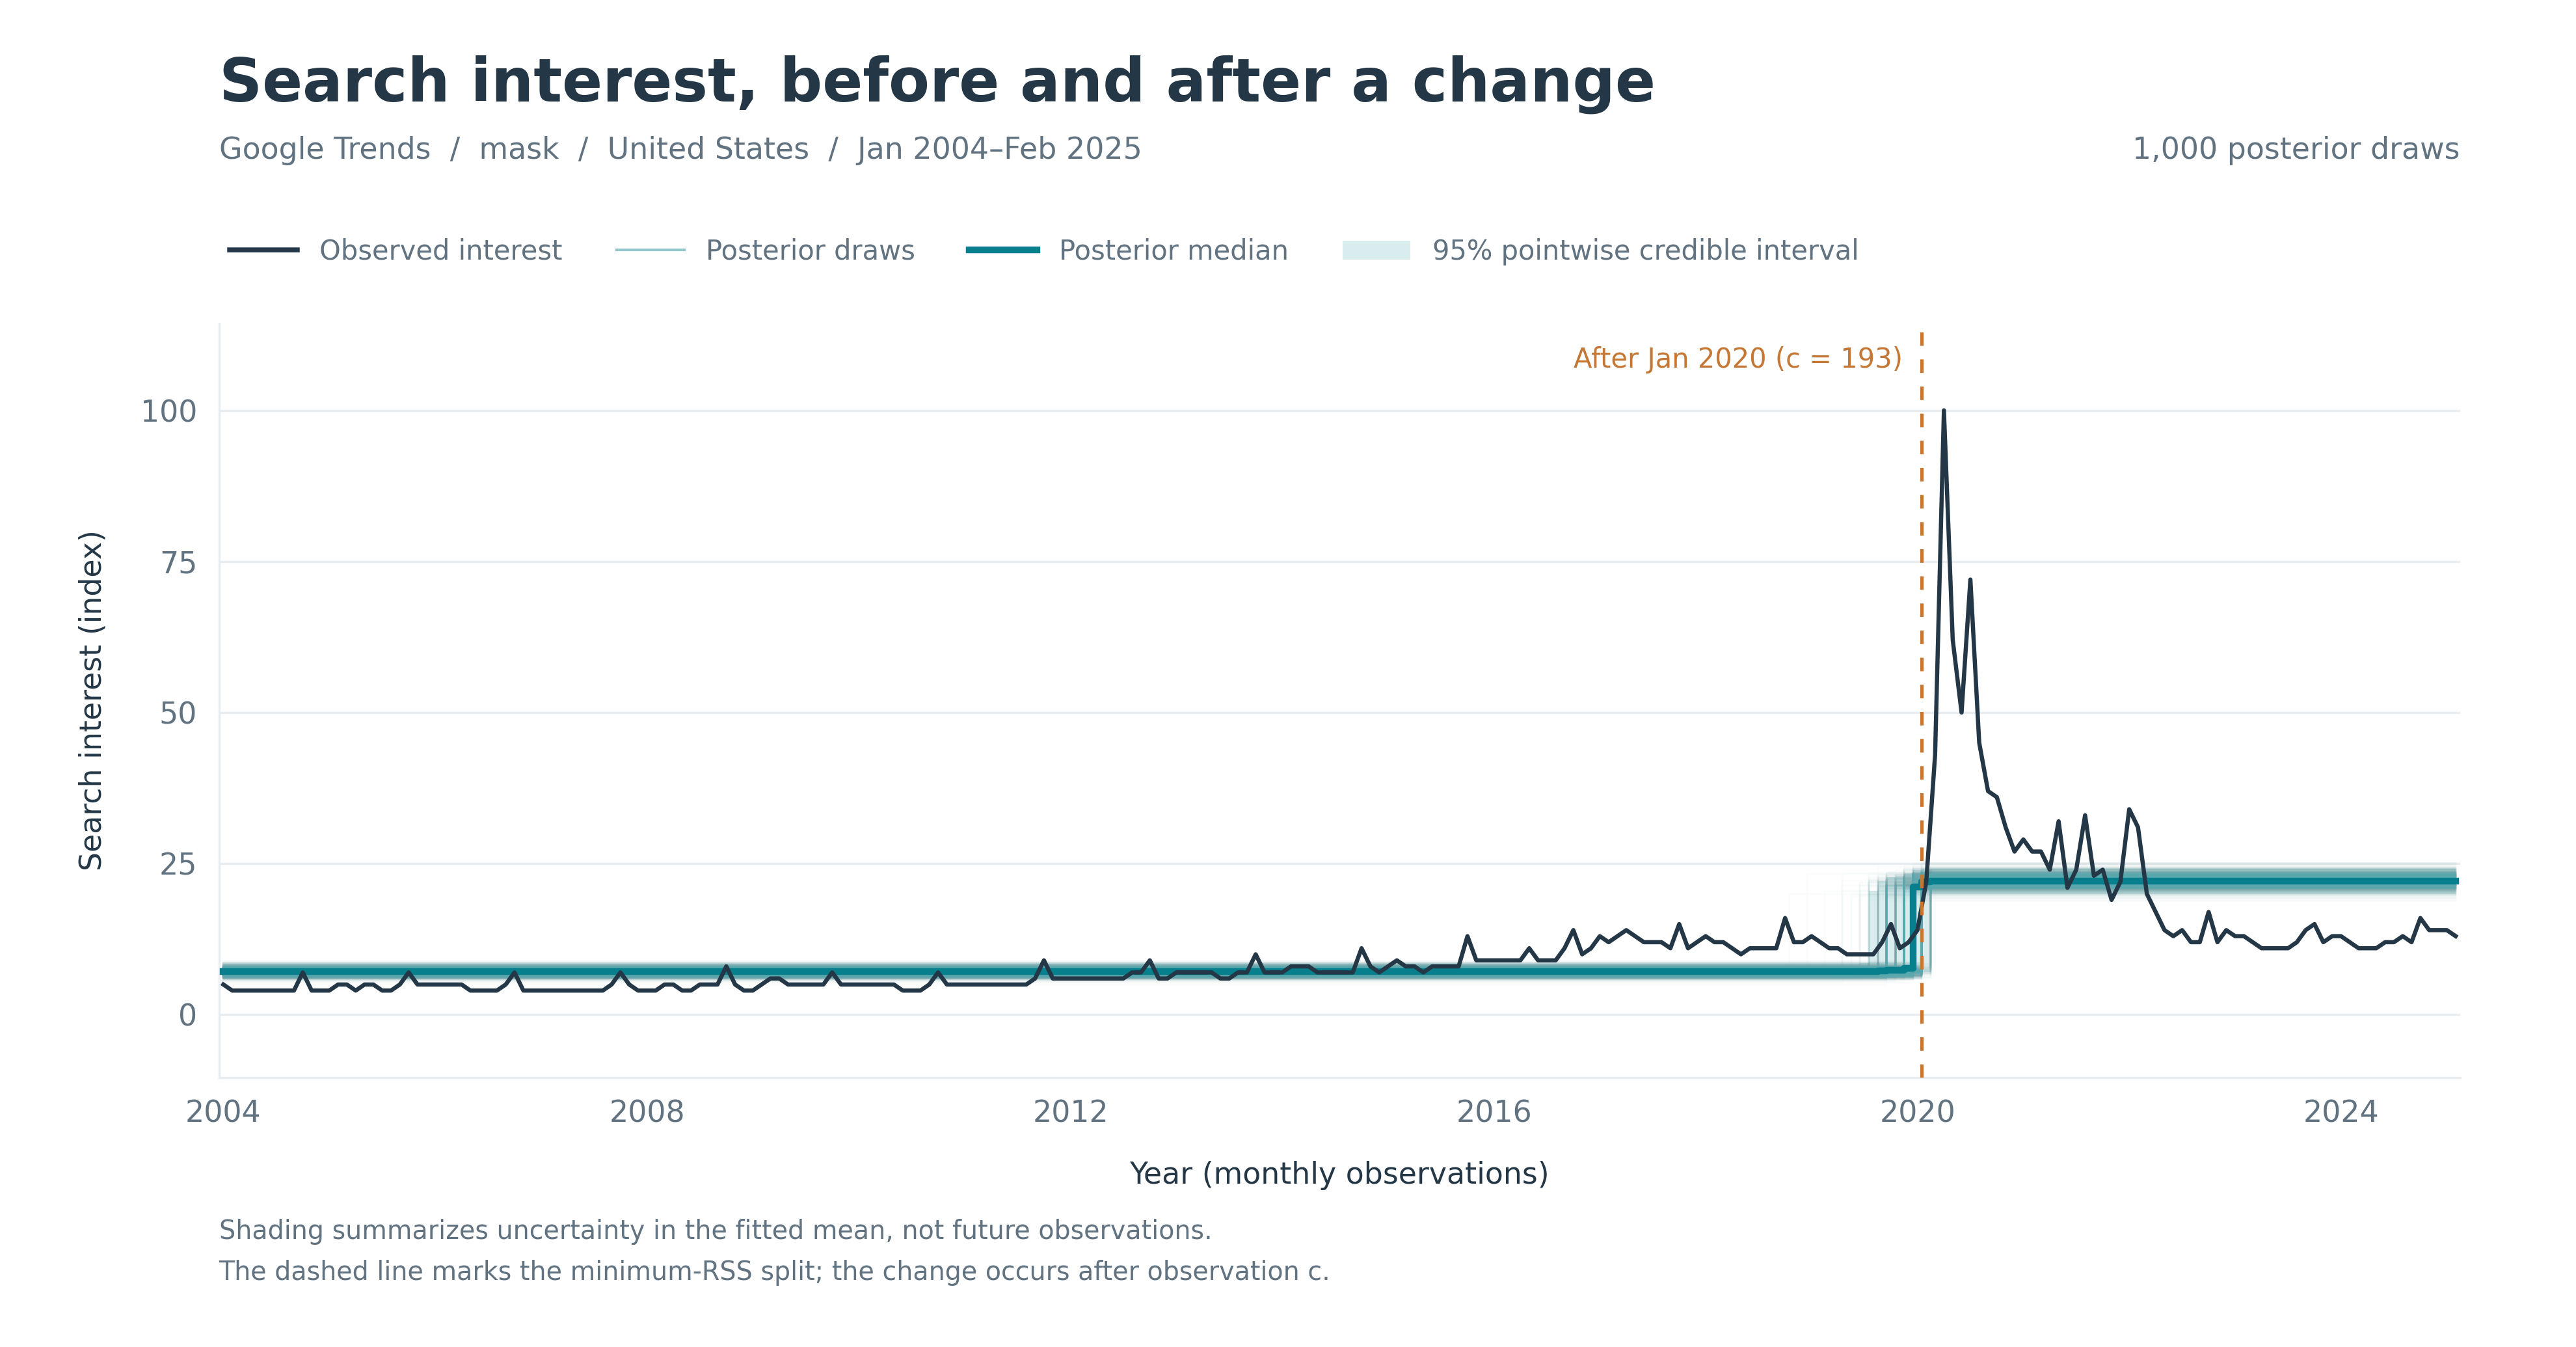 Search interest, before and after a change
Google Trends / mask / United States / Jan 2004–Feb 2025
1,000 posterior draws
Observed interest
Posterior draws
Posterior median
95% pointwise credible interval
After Jan 2020 (c = 193)
100
75
50
25
0
Search interest (index)
2004
2008
2012
2016
2020
2024
Year (monthly observations)
Shading summarizes uncertainty in the fitted mean, not future observations.
The dashed line marks the minimum-RSS split; the change occurs after observation c.